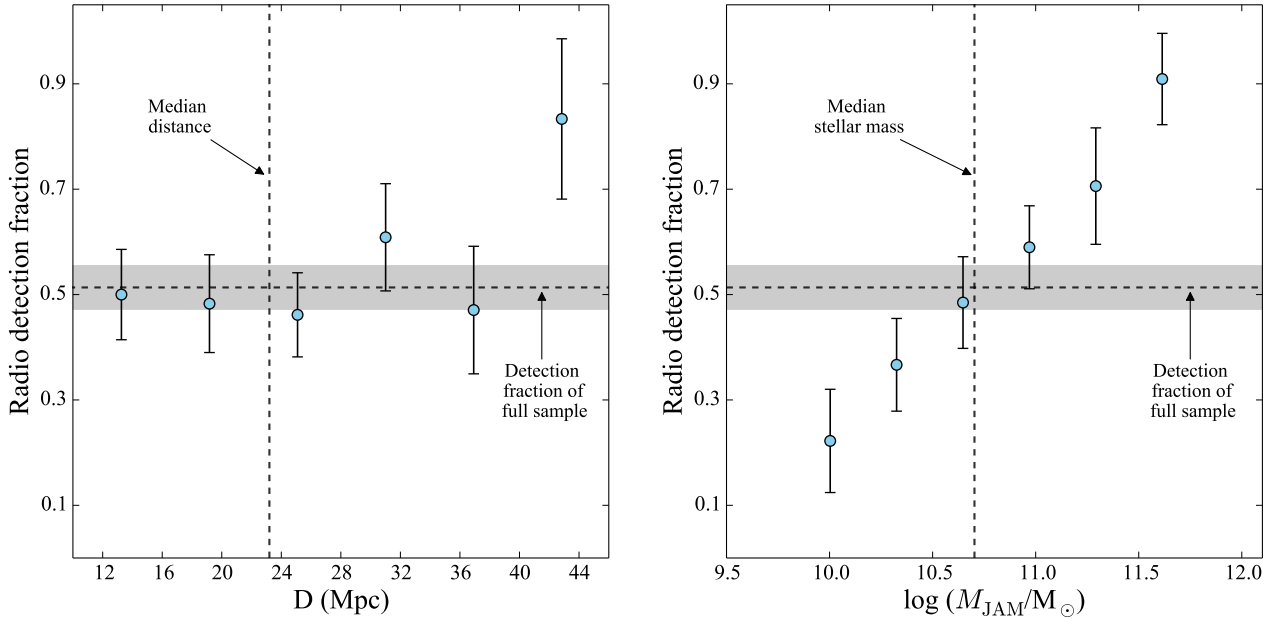 Radio detection fraction
0.9
0.7
0.5
0.3
0.1
Median
distance
Detection
fraction of
full sample
12 16 20 24 28 32 36 40 44
D (Mpc)
Radio detection fraction
0.9
0.7
0.5
0.3
0.1
Median
stellar mass
Detection
fraction of
full sample
9.5 10.0 10.5 11.0 11.5 12.0
log (M_JAM/M_⊙)